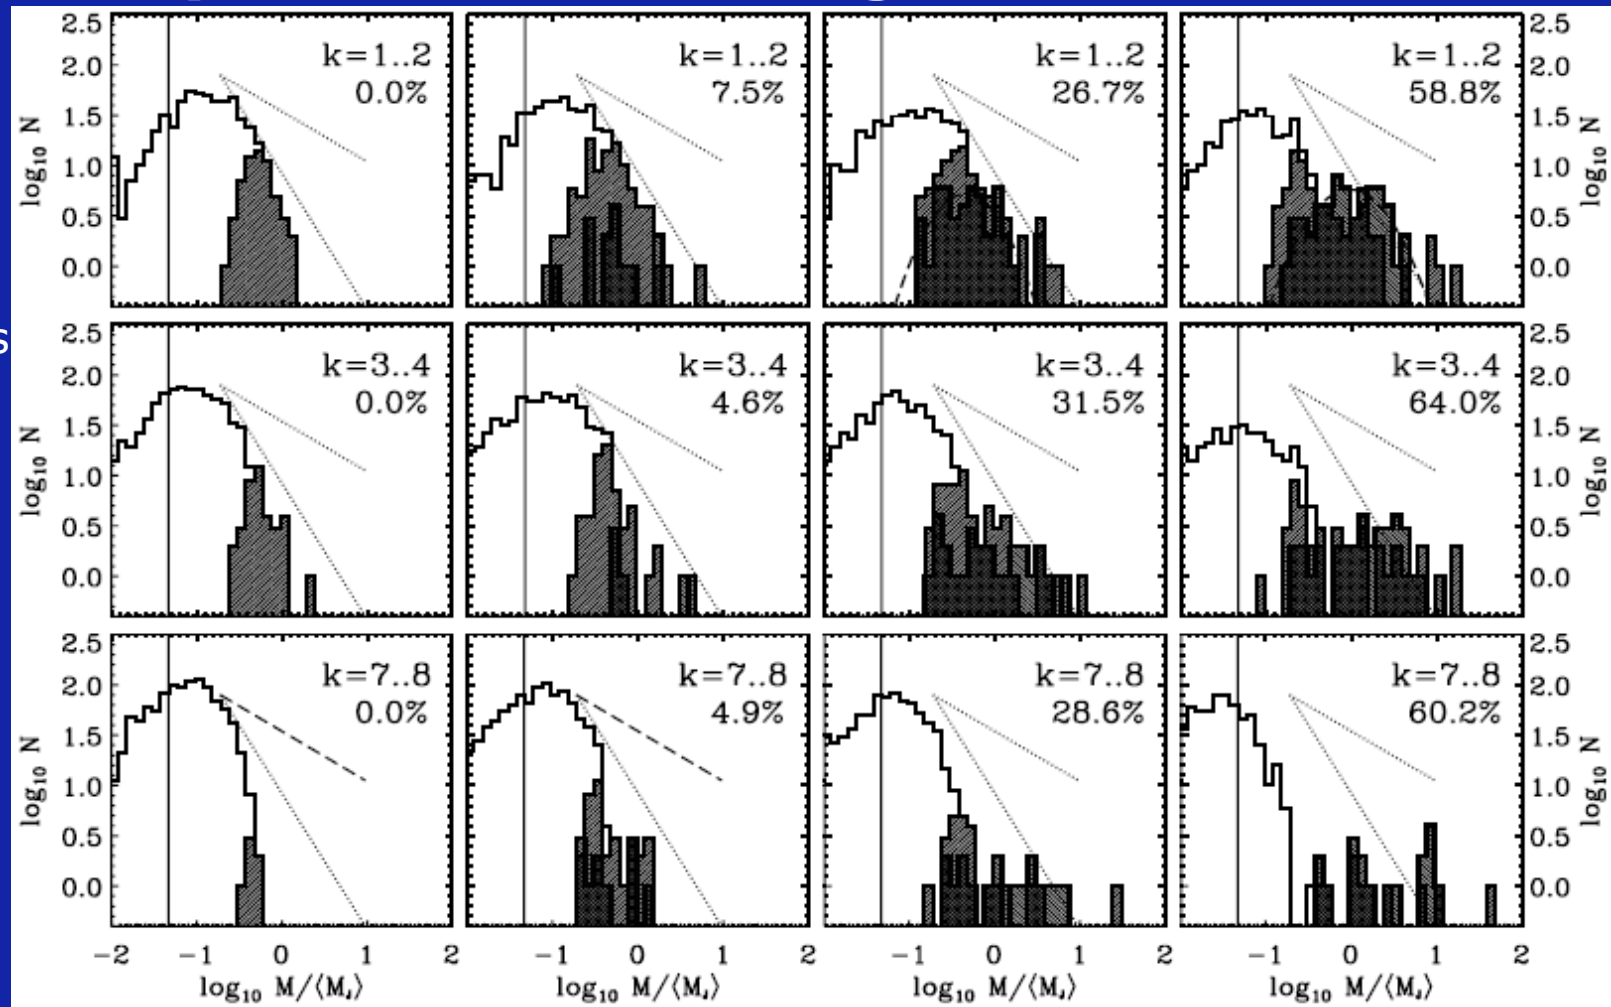 2.5 2.0 1.5 1.0 0.5 0.0
log₁₀ N
k=1..2
0.0%
k=1..2
7.5%
k=1..2
26.7%
k=1..2
58.8%
2.5 2.0 1.5 1.0 0.5 0.0
log₁₀ N
s
2.5 2.0 1.5 1.0 0.5 0.0
log₁₀ N
k=3..4
0.0%
k=3..4
4.6%
k=3..4
31.5%
k=3..4
64.0%
2.5 2.0 1.5 1.0 0.5 0.0
log₁₀ N
2.5 2.0 1.5 1.0 0.5 0.0
log₁₀ N
k=7..8
0.0%
k=7..8
4.9%
k=7..8
28.6%
k=7..8
60.2%
2.5 2.0 1.5 1.0 0.5 0.0
log₁₀ N
-2 -1 0 1 2
-1 0 1 2
-1 0 1 2
-1 0 1 2
log₁₀ M/⟨M_J⟩
log₁₀ M/⟨M_J⟩
log₁₀ M/⟨M_J⟩
log₁₀ M/⟨M_J⟩